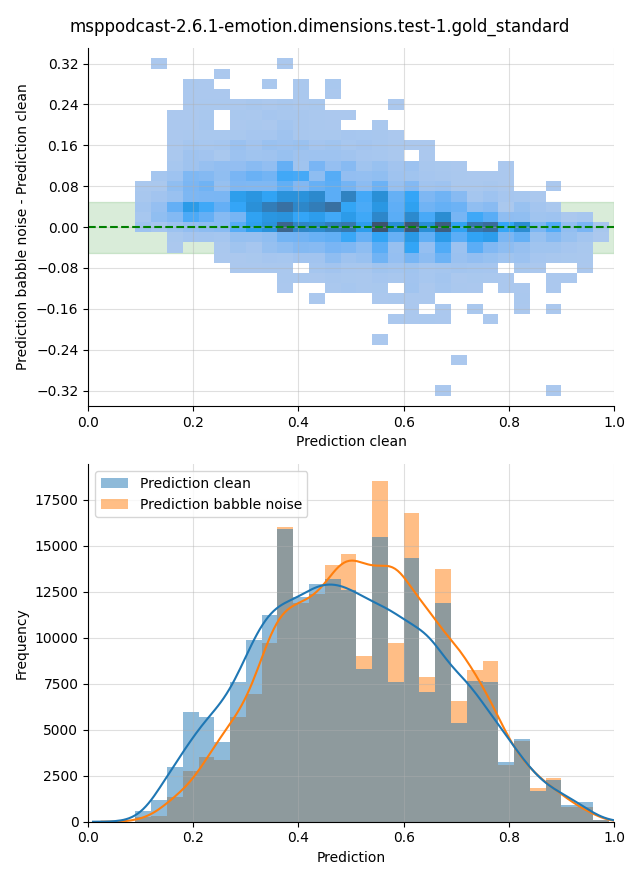 msppodcast-2.6.1-emotion.dimensions.test-1.gold_standard
0.32
0.24
0.16
0.08
0.00
−0.08
−0.16
−0.24
−0.32
Prediction babble noise - Prediction clean
0.0 0.2 0.4 0.6 0.8 1.0
Prediction clean
Prediction clean
Prediction babble noise
17500
15000
12500
10000
7500
5000
2500
0
Frequency
0.0 0.2 0.4 0.6 0.8 1.0
Prediction